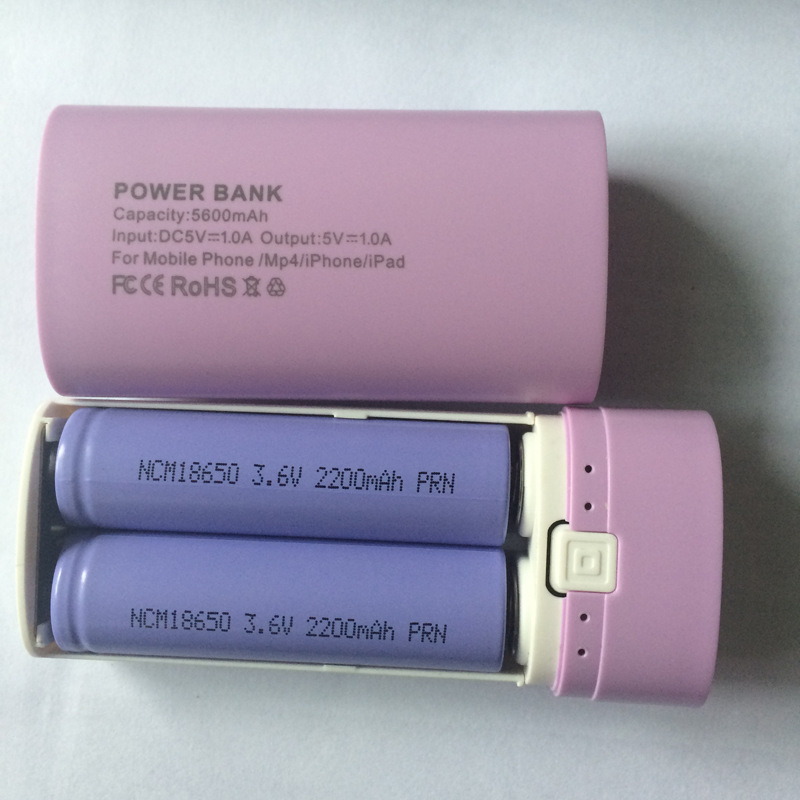 POWER BANK
Capacity:5600mAh
Input:DC5V⎓1.0A Output:5V⎓1.0A
For Mobile Phone /Mp4/iPhone/iPad
FC CE RoHS
NCM18650 3.6V 2200mAh PRN
NCM18650 3.6V 2200mAh PRN